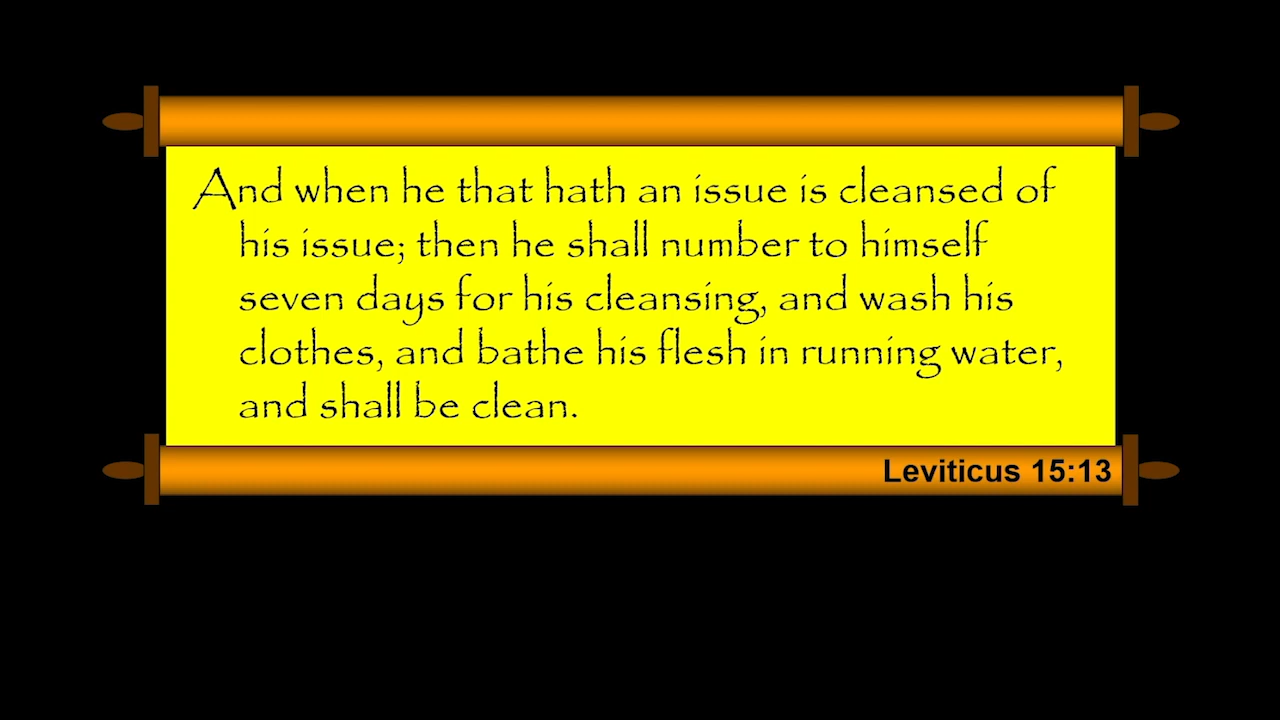 And when he that hath an issue is cleansed of
his issue; then he shall number to himself
seven days for his cleansing, and wash his
clothes, and bathe his flesh in running water,
and shall be clean.
Leviticus 15:13